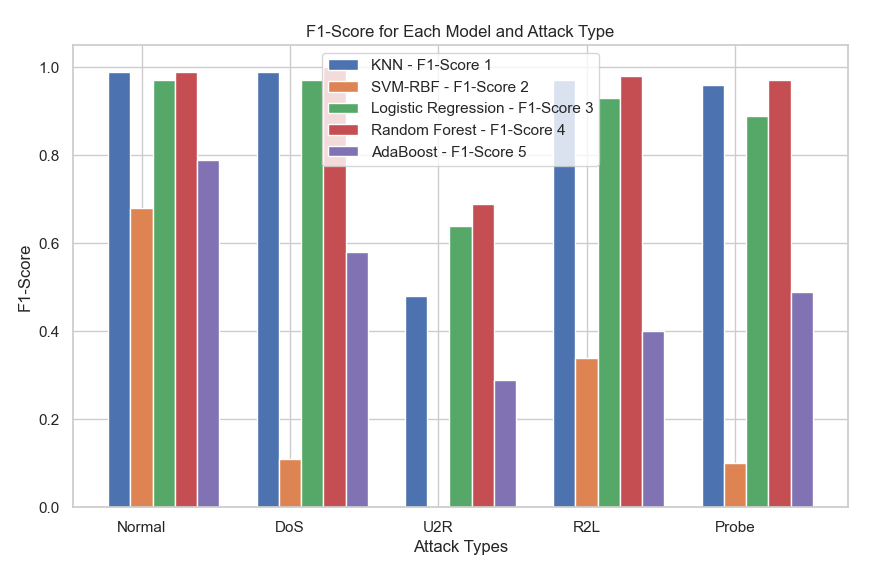 F1-Score for Each Model and Attack Type
KNN - F1-Score 1
SVM-RBF - F1-Score 2
Logistic Regression - F1-Score 3
Random Forest - F1-Score 4
AdaBoost - F1-Score 5
F1-Score
1.0
0.8
0.6
0.4
0.2
0.0
Normal DoS U2R R2L Probe
Attack Types